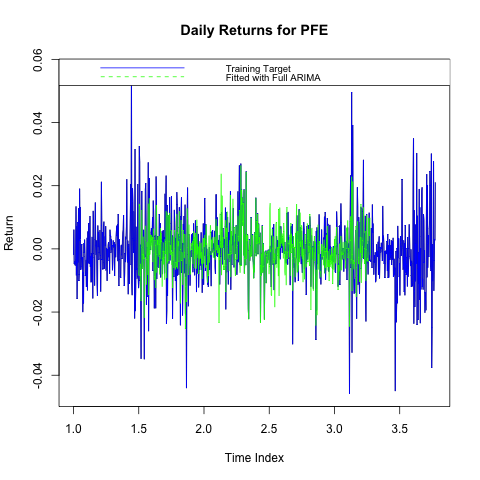 Daily Returns for PFE
Training Target
Fitted with Full ARIMA
Return
0.06
0.04
0.02
0.00
-0.02
-0.04
1.0 1.5 2.0 2.5 3.0 3.5
Time Index